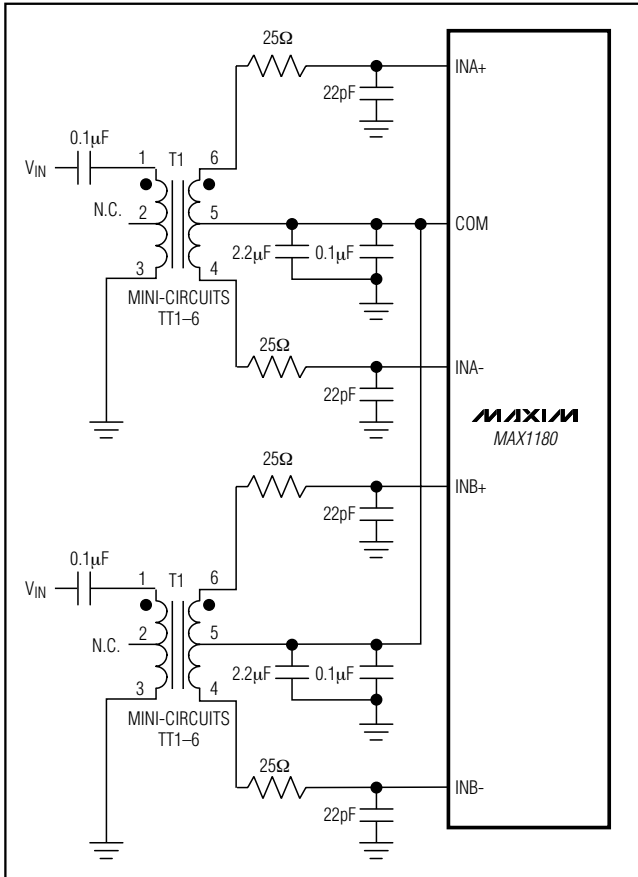 25Ω
INA+
22pF
0.1μF
VIN
1
T1
6
N.C.
2
5
COM
2.2μF
0.1μF
3
4
MINI-CIRCUITS
TT1–6
25Ω
INA-
22pF
MAXIM
MAX1180
25Ω
INB+
22pF
0.1μF
VIN
1
T1
6
N.C.
2
5
2.2μF
0.1μF
3
4
MINI-CIRCUITS
TT1–6
25Ω
INB-
22pF